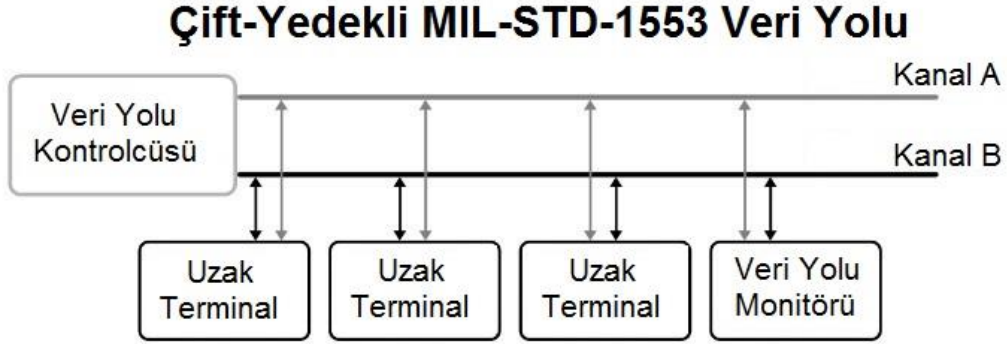 Çift-Yedekli MIL-STD-1553 Veri Yolu
Kanal A
Veri Yolu
Kontrolcüsü
Kanal B
Uzak
Terminal
Uzak
Terminal
Uzak
Terminal
Veri Yolu
Monitörü